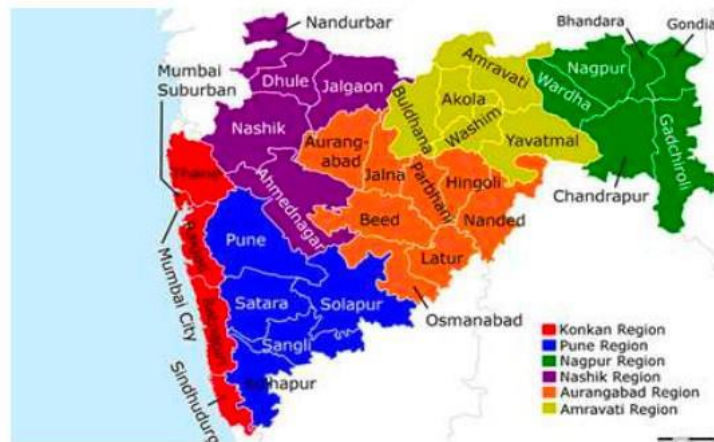 Nandurbar
Bhandara
Gondia
Mumbai
Suburban
Dhule
Jalgaon
Amravati
Nagpur
Wardha
Akola
Buldhana
Washim
Nashik
Aurang-
abad
Yavatmal
Gadchiroli
Thane
Jalna
Parbhani
Hingoli
Chandrapur
Ahmednagar
Beed
Nanded
Pune
Latur
Mumbai City
Satara
Solapur
Osmanabad
Sangli
Sindhudurg
Konkan Region
Pune Region
Nagpur Region
Nashik Region
Aurangabad Region
Amravati Region